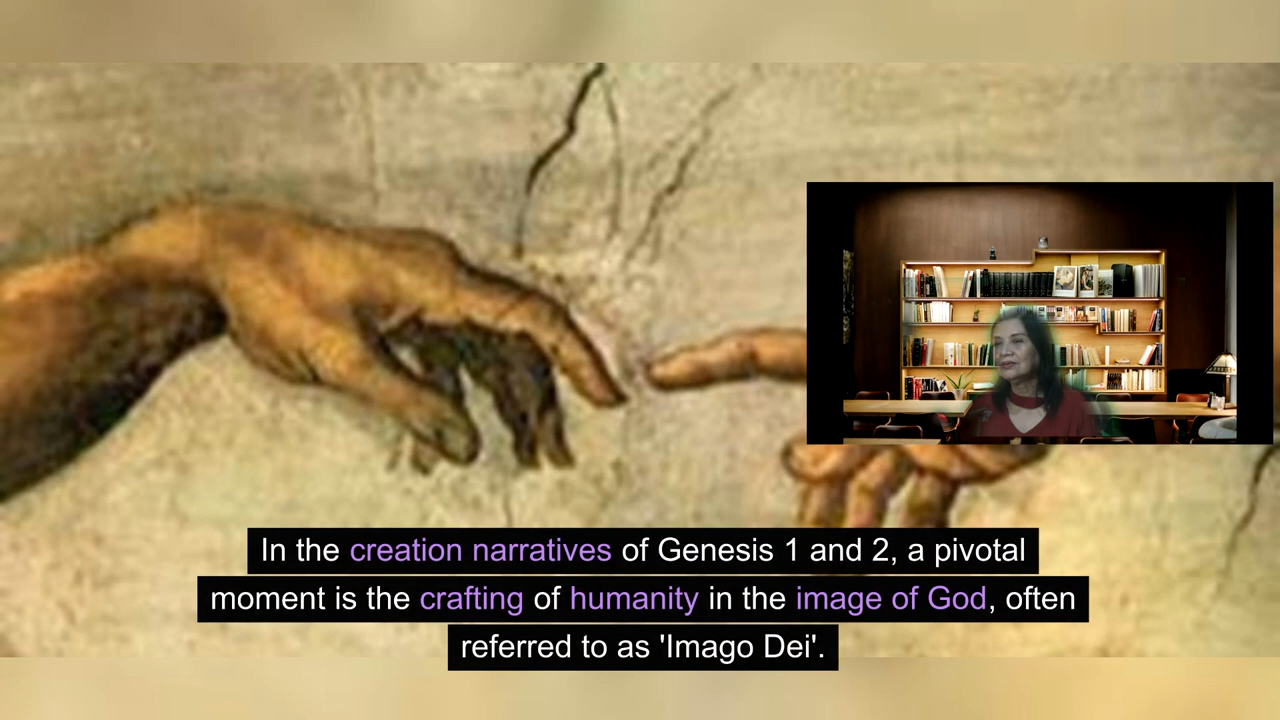 In the creation narratives of Genesis 1 and 2, a pivotal
moment is the crafting of humanity in the image of God, often
referred to as 'Imago Dei'.